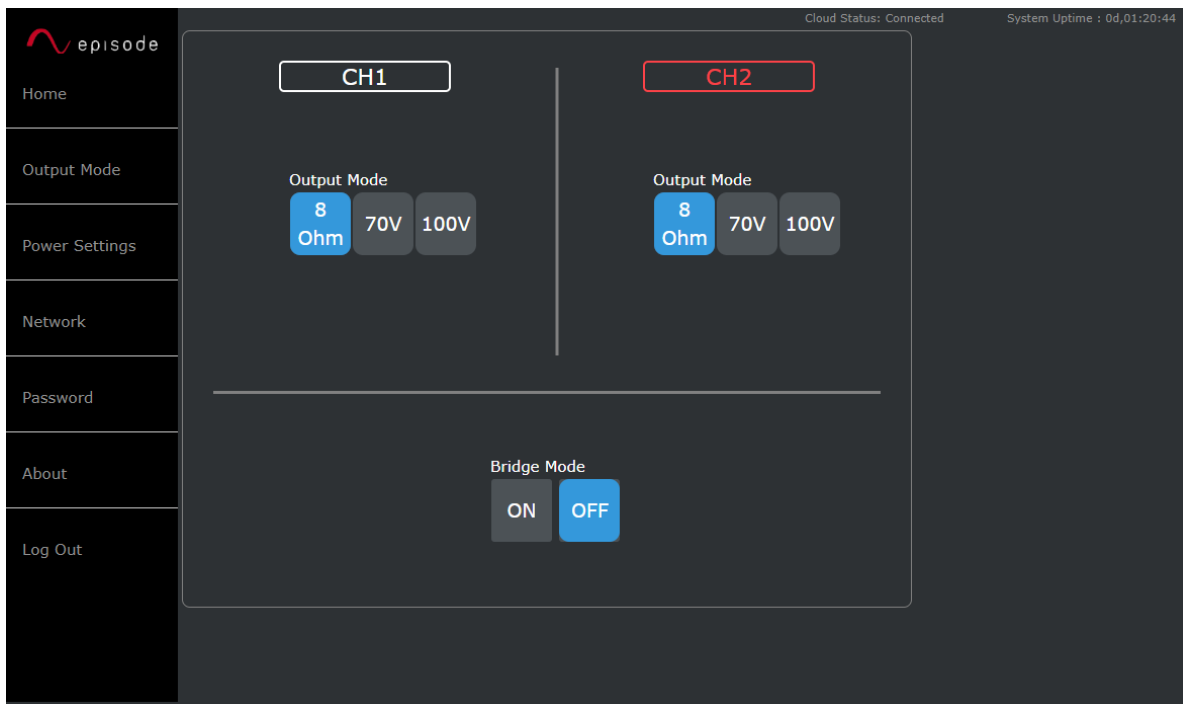 Cloud Status: Connected
System Uptime : 0d,01:20:44
episode
Home
Output Mode
Power Settings
Network
Password
About
Log Out
CH1
CH2
Output Mode
8
Ohm
70V
100V
Output Mode
8
Ohm
70V
100V
Bridge Mode
ON
OFF